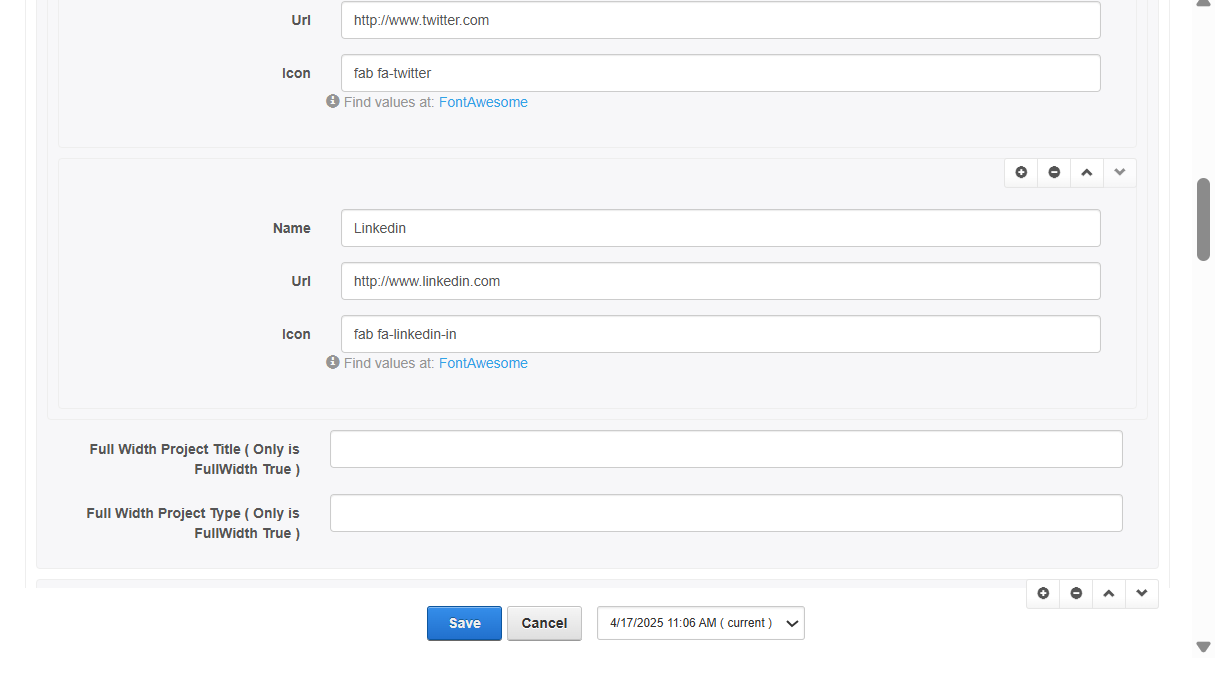 Url http://www.twitter.com
Icon fab fa-twitter
Find values at: FontAwesome
Name Linkedin
Url http://www.linkedin.com
Icon fab fa-linkedin-in
Find values at: FontAwesome
Full Width Project Title ( Only is
FullWidth True )
Full Width Project Type ( Only is
FullWidth True )
Save Cancel 4/17/2025 11:06 AM ( current )